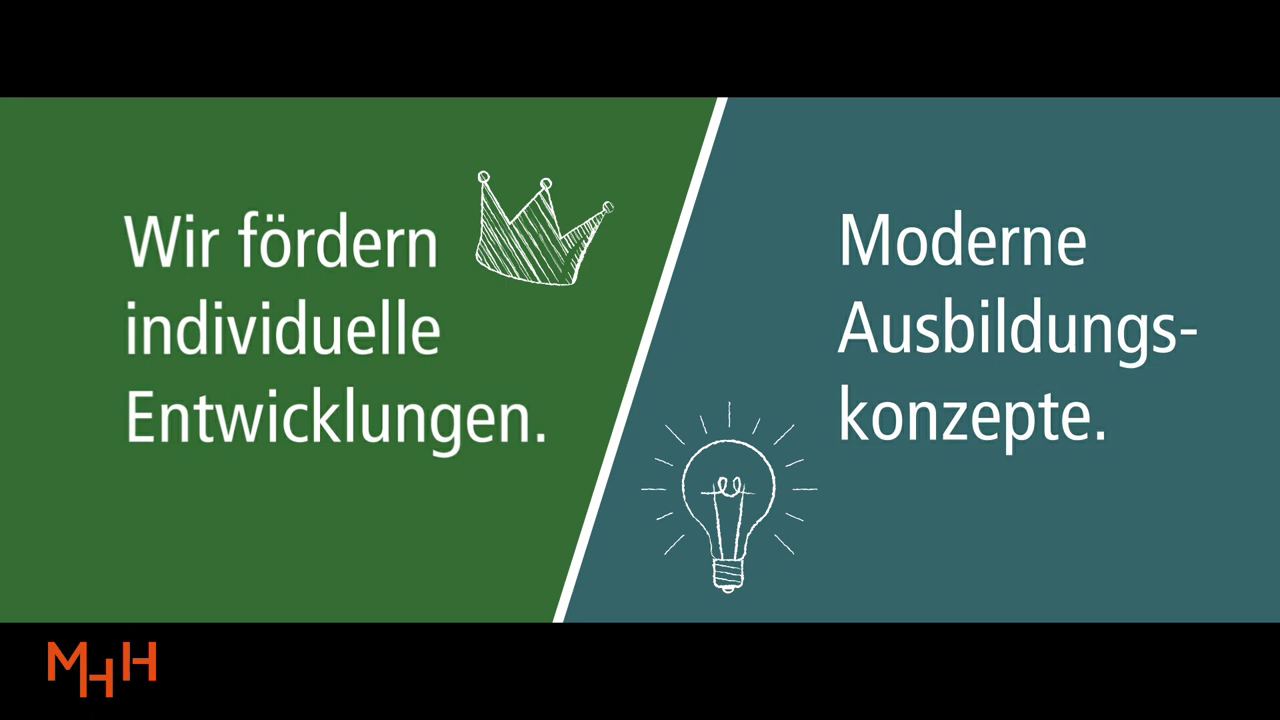 Wir fördern
individuelle
Entwicklungen.
Moderne
Ausbildungs-
konzepte.
MHH